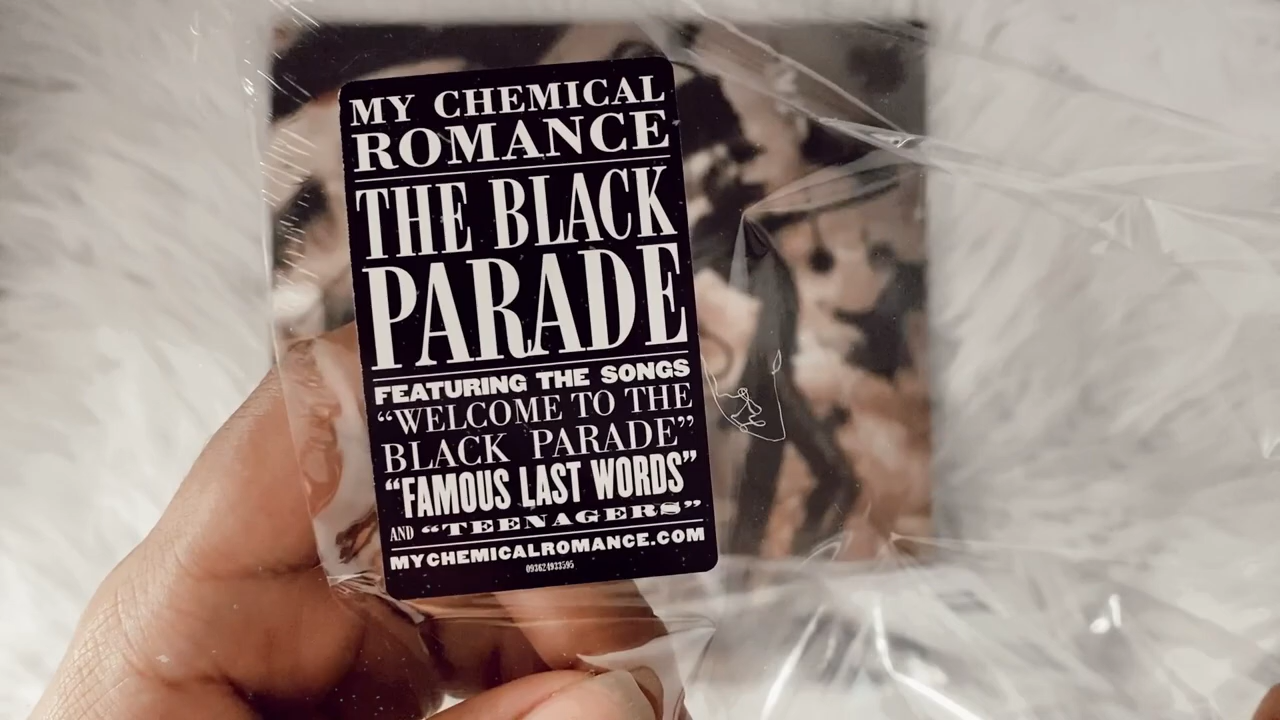 MY CHEMICAL
ROMANCE
THE BLACK
PARADE
FEATURING THE SONGS
“WELCOME TO THE
BLACK PARADE”
“FAMOUS LAST WORDS”
AND “TEENAGERS”
MYCHEMICALROMANCE.COM
093624933595